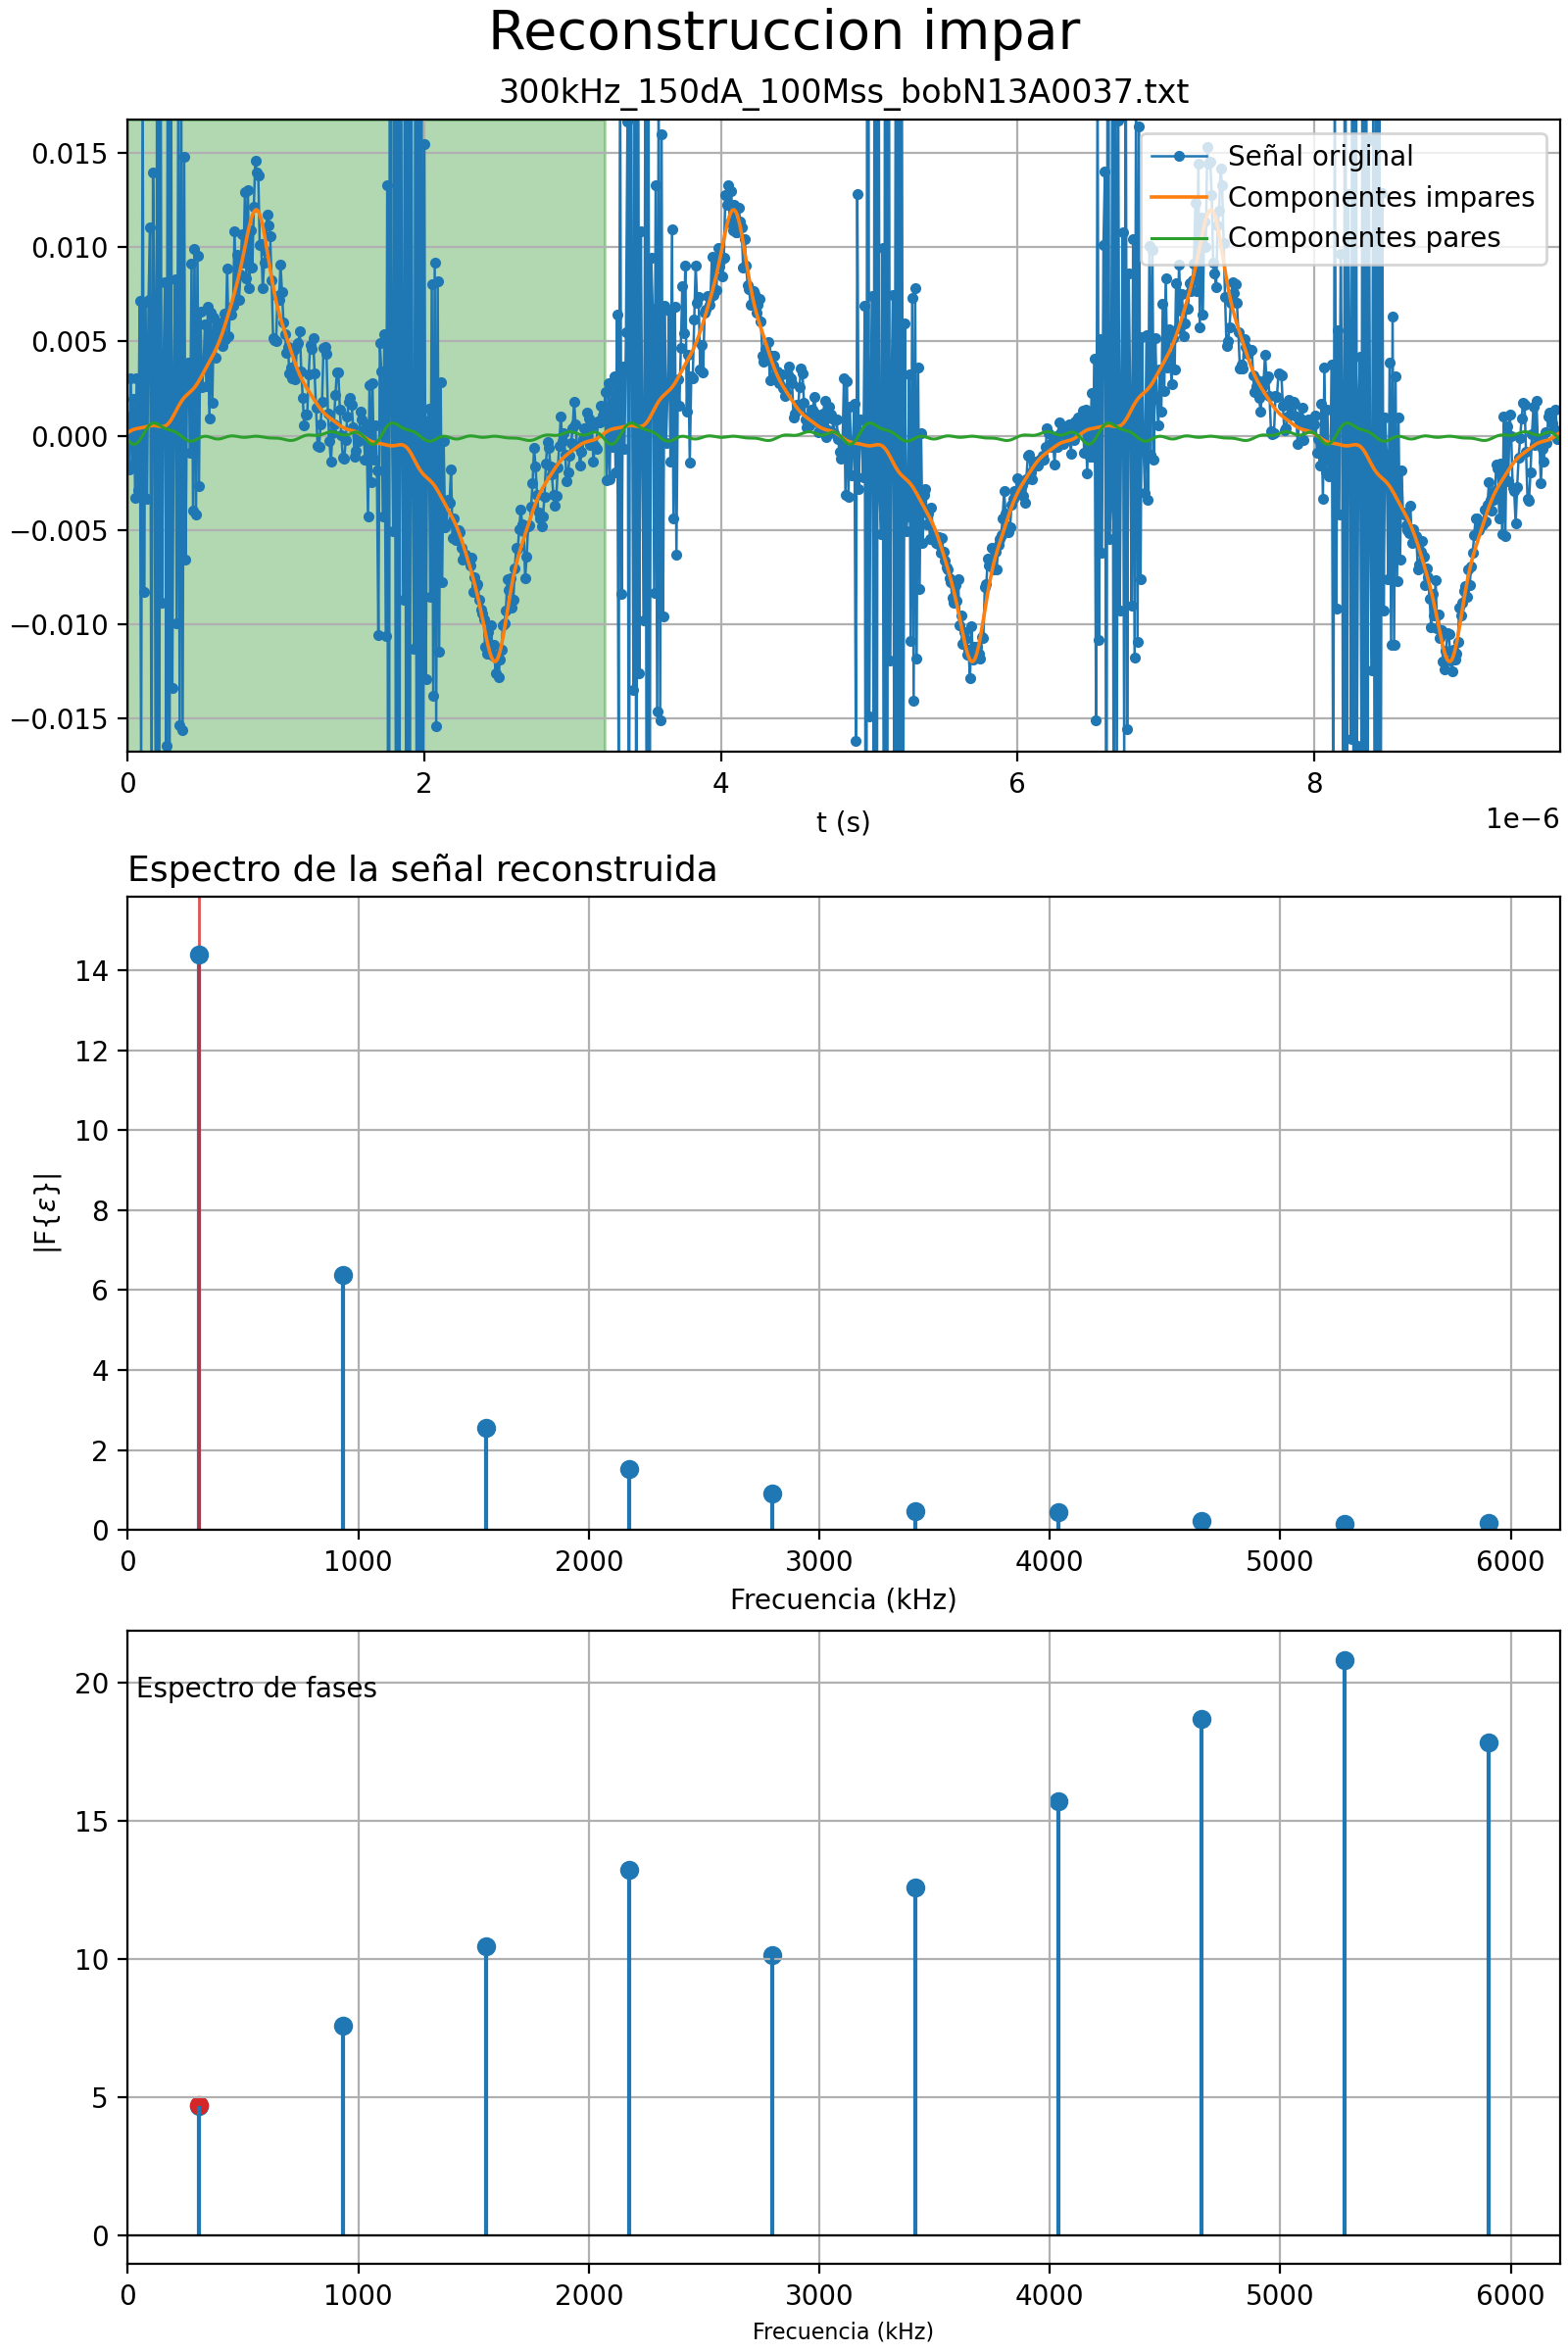 Reconstruccion impar
300kHz_150dA_100Mss_bobN13A0037.txt
Señal original
Componentes impares
Componentes pares
0.015
0.010
0.005
0.000
−0.005
−0.010
−0.015
0 2 4 6 8
t (s)
1e−6
Espectro de la señal reconstruida
14
12
10
8
6
4
2
0
|F{ε}|
0 1000 2000 3000 4000 5000 6000
Frecuencia (kHz)
Espectro de fases
20
15
10
5
0
0 1000 2000 3000 4000 5000 6000
Frecuencia (kHz)